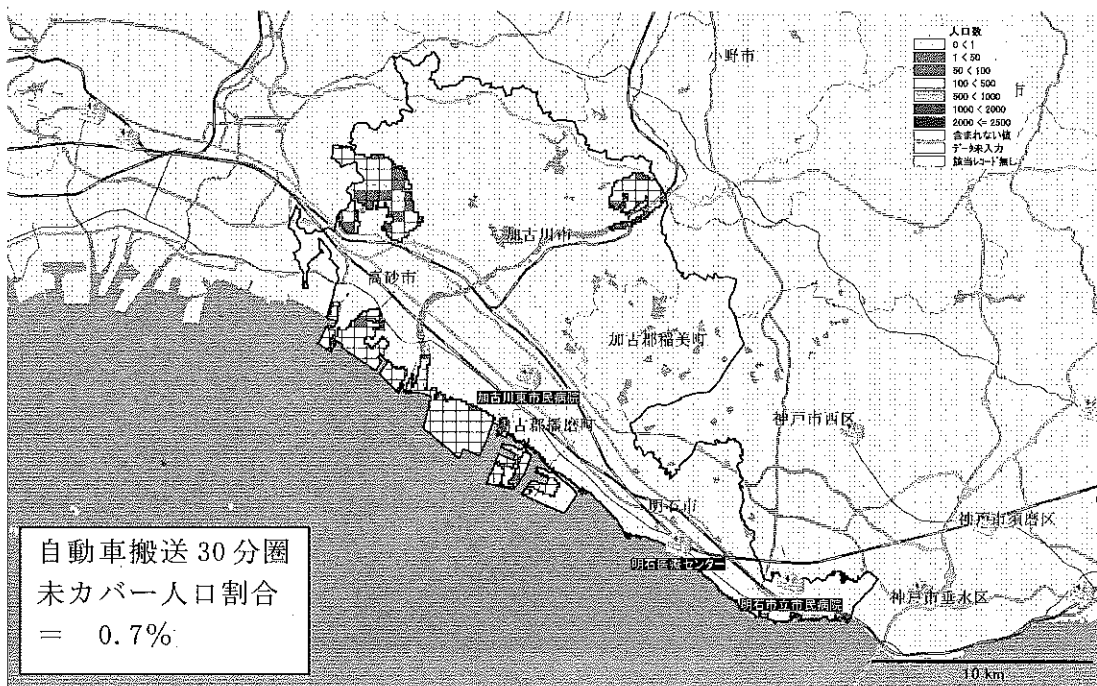 人口数
0 < 1
1 < 50
50 < 100
100 < 500
500 < 1000
1000 < 2000
2000 <= 2500
含まれない値
データ未入力
該当レコード無し
小野市
市
加古川市
高砂市
加古郡稲美町
加古川東市民病院
加古郡播磨町
神戸市西区
明石市
神戸市須磨区
明石医療センター
明石市立市民病院
神戸市垂水区
10 km
自動車搬送30分圏
未カバー人口割合
= 0.7%